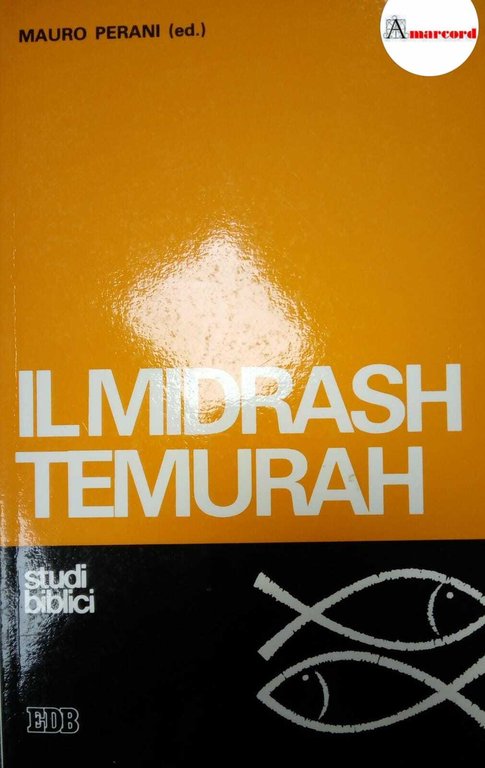 MAURO PERANI (ed.)
Amarcord
IL MIDRASH
TEMURAH
studi
biblici
EDB